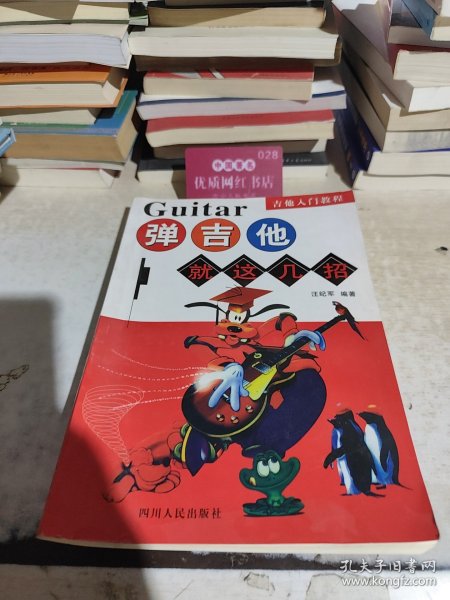 028
中国著名
优质网红书店
Guitar
吉他入门教程
弹吉他
就这几招
汪纪军 编著
四川人民出版社
孔夫子旧书网
www.kongfz.com